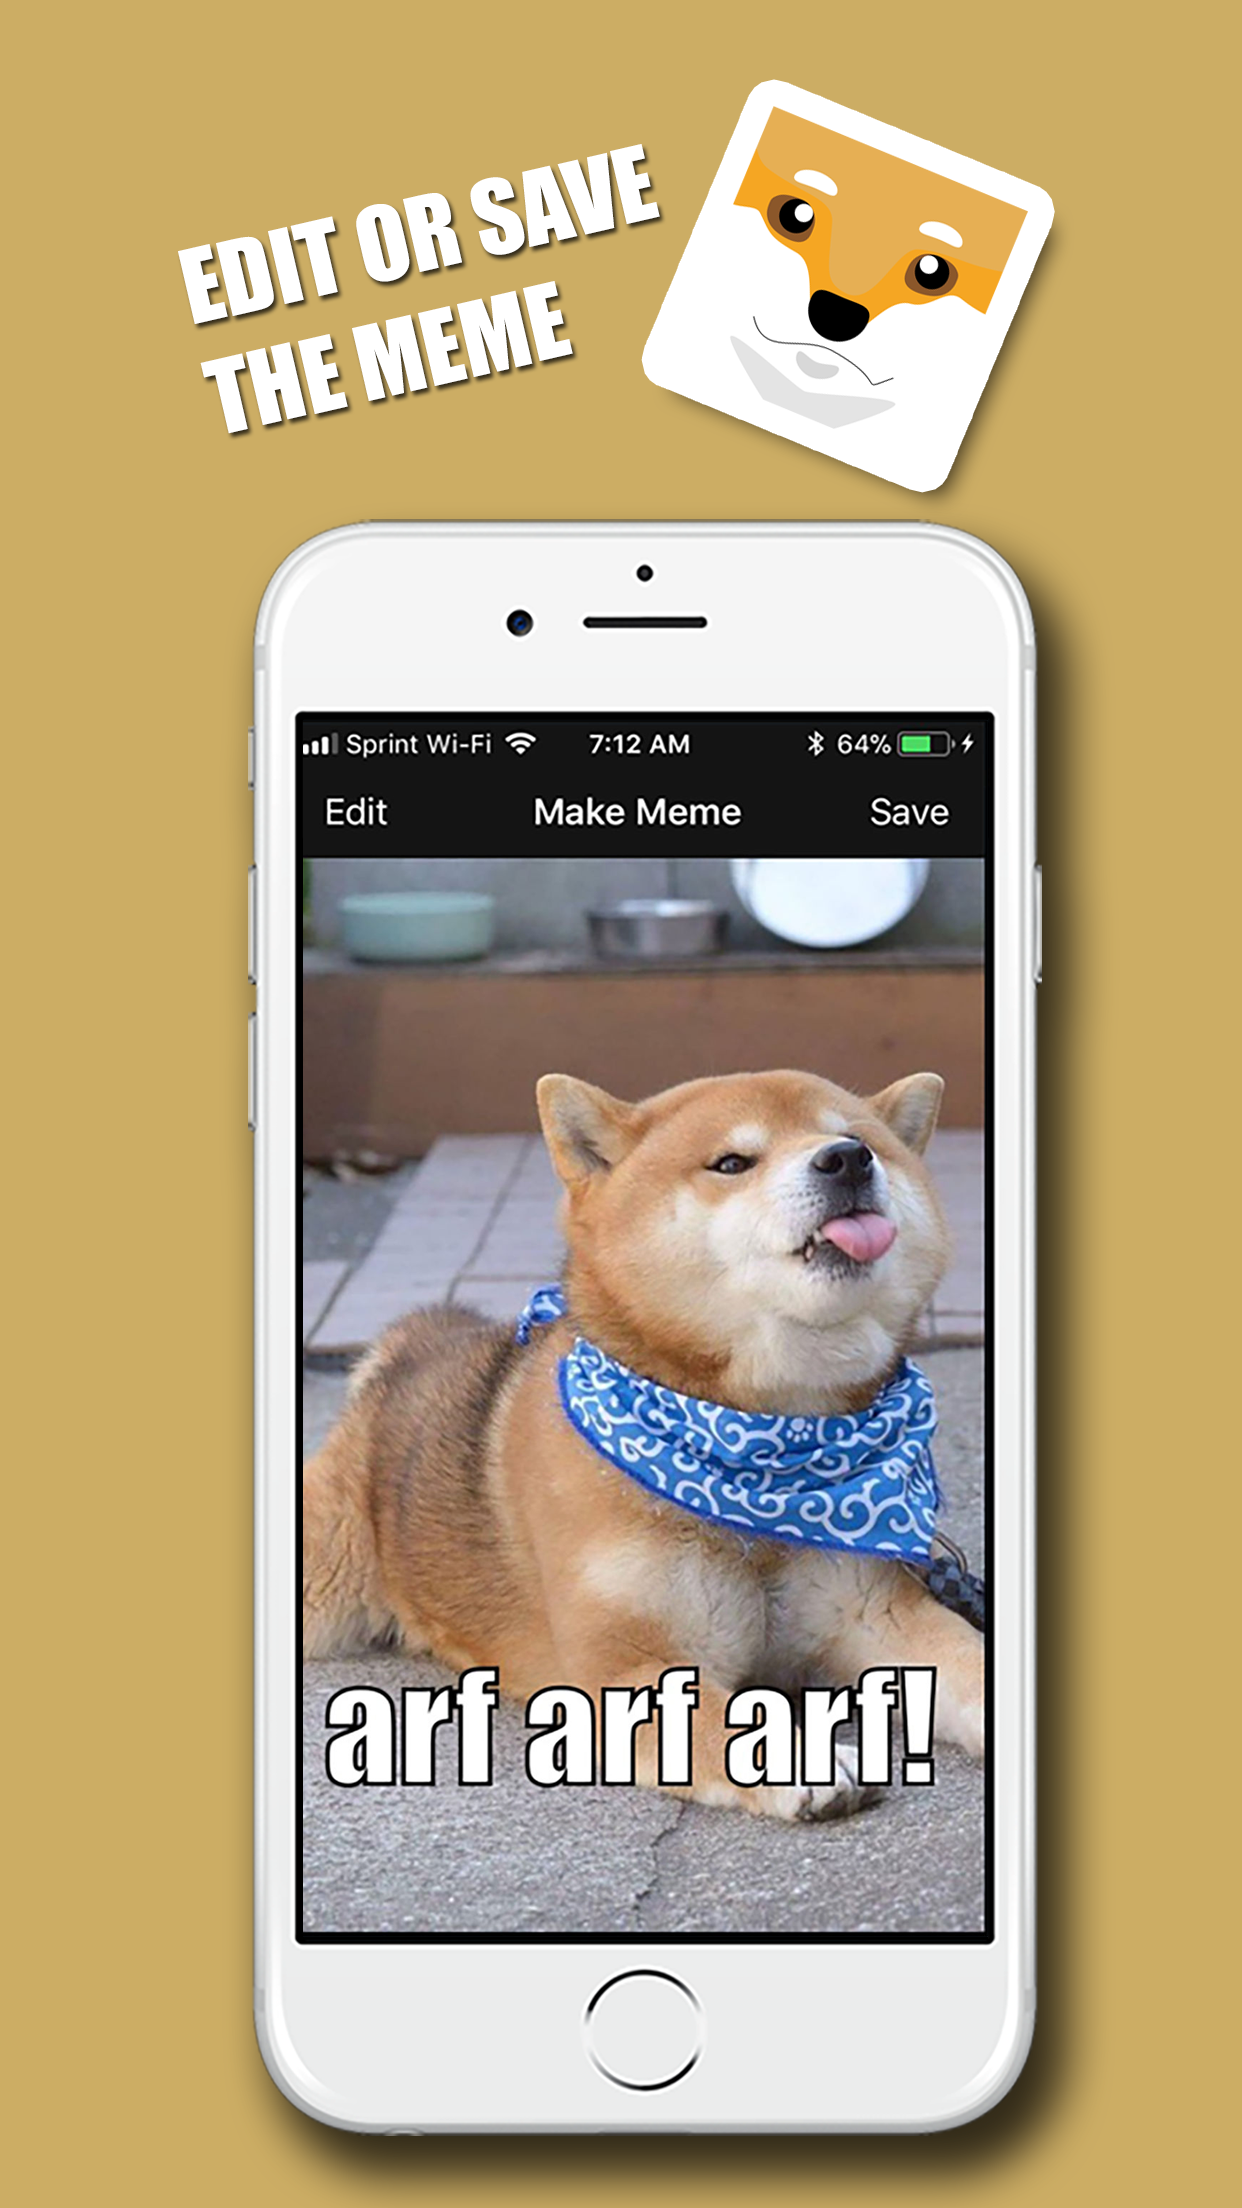 EDIT OR SAVE
THE MEME
Sprint Wi-Fi 7:12 AM 64%
Edit Make Meme Save
arf arf arf!